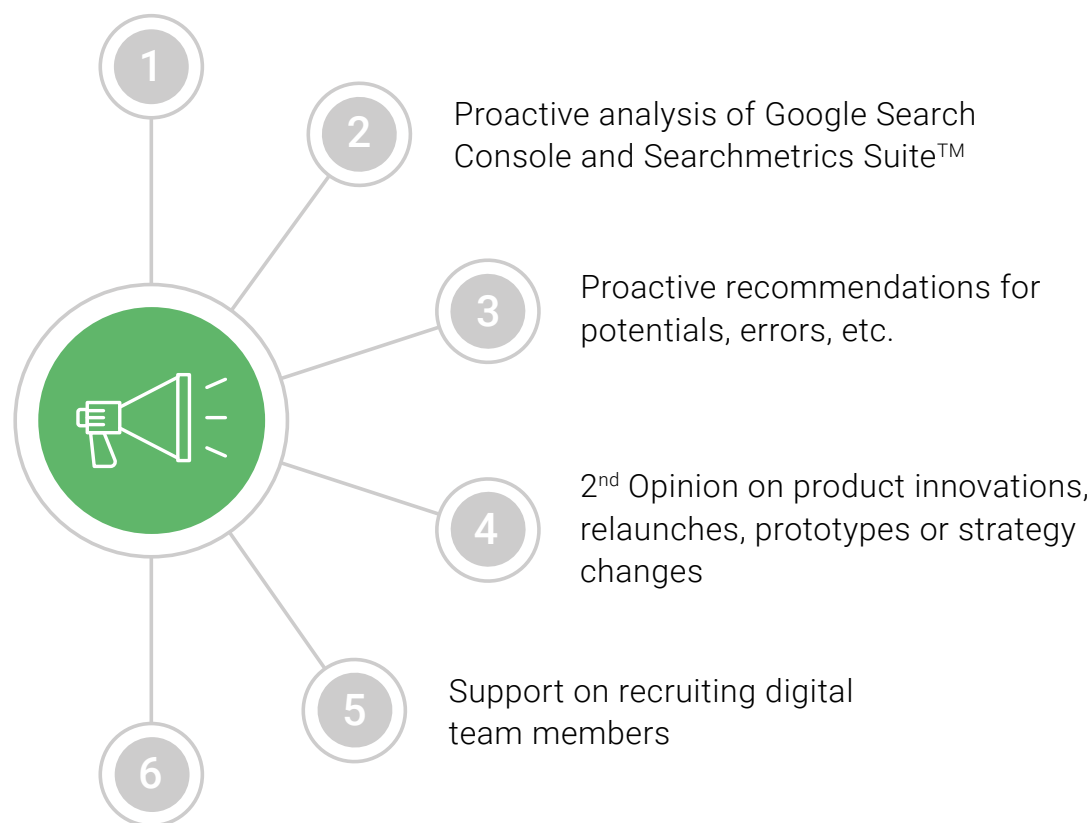 1
2
Proactive analysis of Google Search
Console and Searchmetrics Suite™
3
Proactive recommendations for
potentials, errors, etc.
4
2nd Opinion on product innovations,
relaunches, prototypes or strategy
changes
5
Support on recruiting digital
team members
6